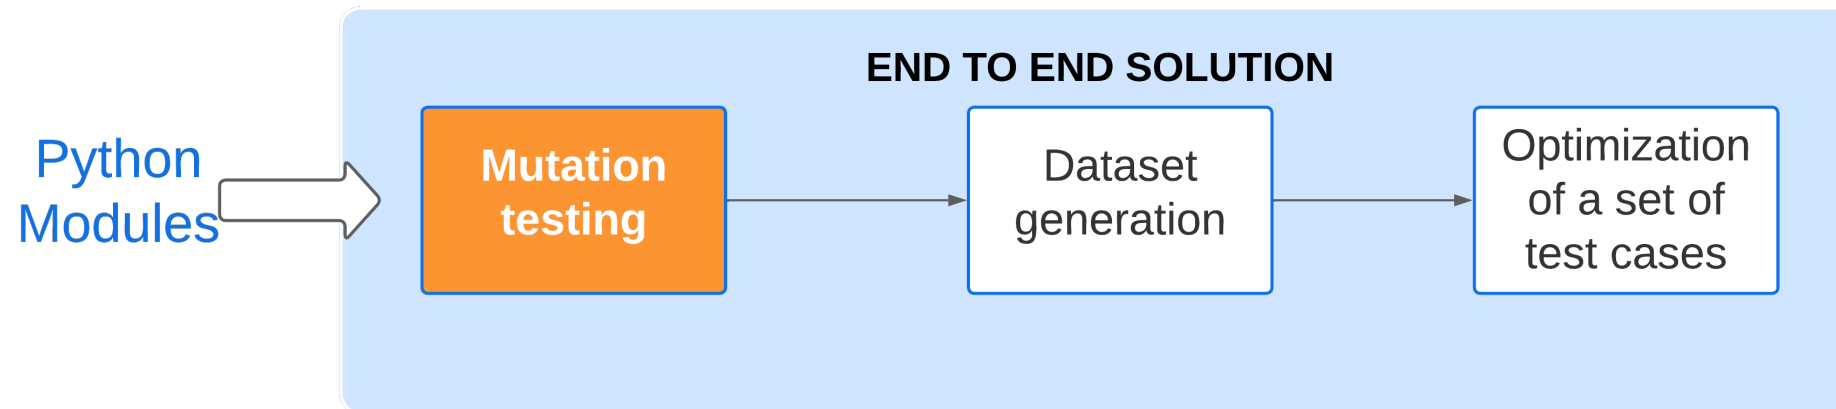 END TO END SOLUTION
Python
Modules
Mutation
testing
Dataset
generation
Optimization
of a set of
test cases